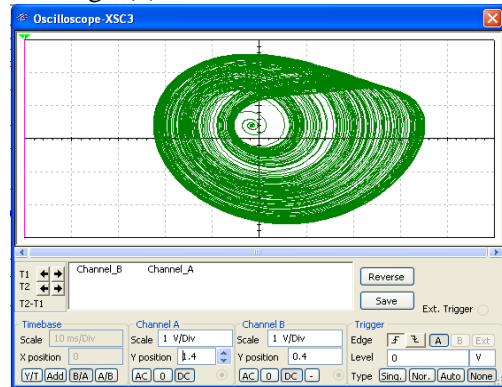 Oscilloscope-XSC3
T1
T2
T2-T1
Channel_B Channel_A
Reverse
Save
Ext. Trigger
Timebase
Scale 10 ms/Div
X position 0
Y/T Add B/A A/B
Channel A
Scale 1 V/Div
Y position 1.4
AC 0 DC
Channel B
Scale 1 V/Div
Y position 0.4
AC 0 DC -
Trigger
Edge A B Ext
Level 0 V
Type Sing. Nor. Auto None